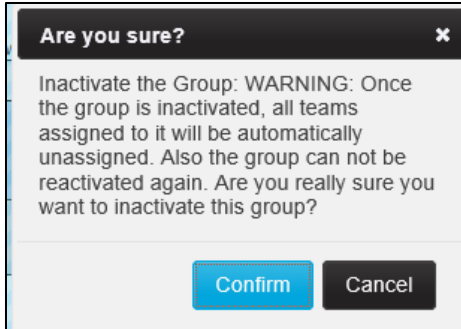 Are you sure?
Inactivate the Group: WARNING: Once
the group is inactivated, all teams
assigned to it will be automatically
unassigned. Also the group can not be
reactivated again. Are you really sure you
want to inactivate this group?
Confirm Cancel